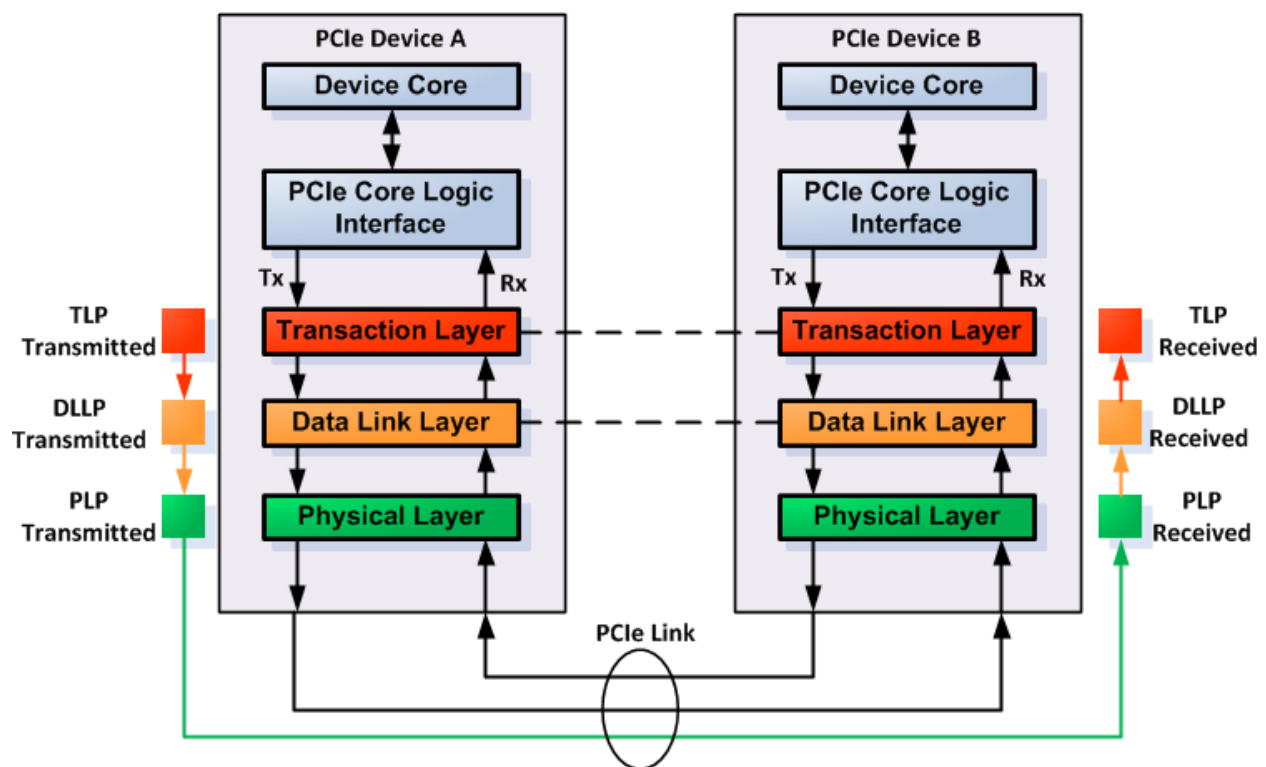 PCIe Device A
Device Core
PCIe Core Logic
Interface
Tx
Rx
Transaction Layer
Data Link Layer
Physical Layer
PCIe Device B
Device Core
PCIe Core Logic
Interface
Tx
Rx
Transaction Layer
Data Link Layer
Physical Layer
TLP
Transmitted
DLLP
Transmitted
PLP
Transmitted
TLP
Received
DLLP
Received
PLP
Received
PCIe Link